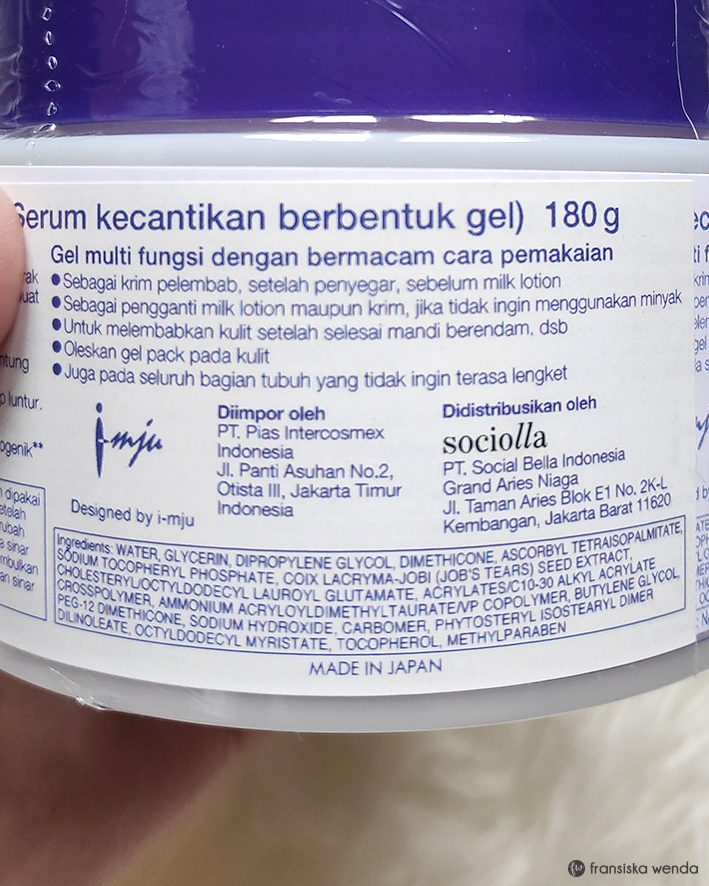 Serum kecantikan berbentuk gel) 180 g
Gel multi fungsi dengan bermacam cara pemakaian
●Sebagai krim pelembab, setelah penyegar, sebelum milk lotion
●Sebagai pengganti milk lotion maupun krim, jika tidak ingin menggunakan minyak
●Untuk melembabkan kulit setelah selesai mandi berendam, dsb
●Oleskan gel pack pada kulit
●Juga pada seluruh bagian tubuh yang tidak ingin terasa lengket
luntur.
dipakai
sinar
sinar
i-mju
Designed by i-mju
Diimpor oleh
PT. Pias Intercosmex
Indonesia
Jl. Panti Asuhan No.2,
Otista III, Jakarta Timur
Indonesia
Didistribusikan oleh
sociolla
PT. Social Bella Indonesia
Grand Aries Niaga
Jl. Taman Aries Blok E1 No. 2K-L
Kembangan, Jakarta Barat 11620
Ingredients: WATER, GLYCERIN, DIPROPYLENE GLYCOL, DIMETHICONE, ASCORBYL TETRAISOPALMITATE,
SODIUM TOCOPHERYL PHOSPHATE, COIX LACRYMA-JOBI (JOB'S TEARS) SEED EXTRACT,
CHOLESTERYL/OCTYLDODECYL LAUROYL GLUTAMATE, ACRYLATES/C10-30 ALKYL ACRYLATE
CROSSPOLYMER, AMMONIUM ACRYLOYLDIMETHYLTAURATE/VP COPOLYMER, BUTYLENE GLYCOL,
PEG-12 DIMETHICONE, SODIUM HYDROXIDE, CARBOMER, PHYTOSTERYL ISOSTEARYL DIMER
DILINOLEATE, OCTYLDODECYL MYRISTATE, TOCOPHEROL, METHYLPARABEN
MADE IN JAPAN
fw fransiska wenda